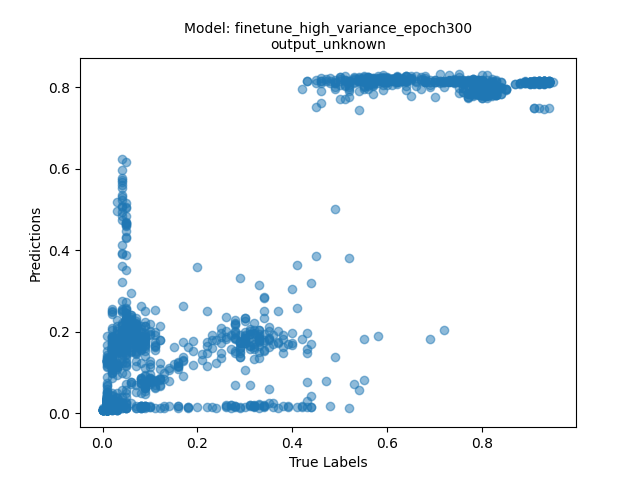 Model: finetune_high_variance_epoch300
output_unknown
0.8
0.6
0.4
0.2
0.0
Predictions
0.0 0.2 0.4 0.6 0.8
True Labels